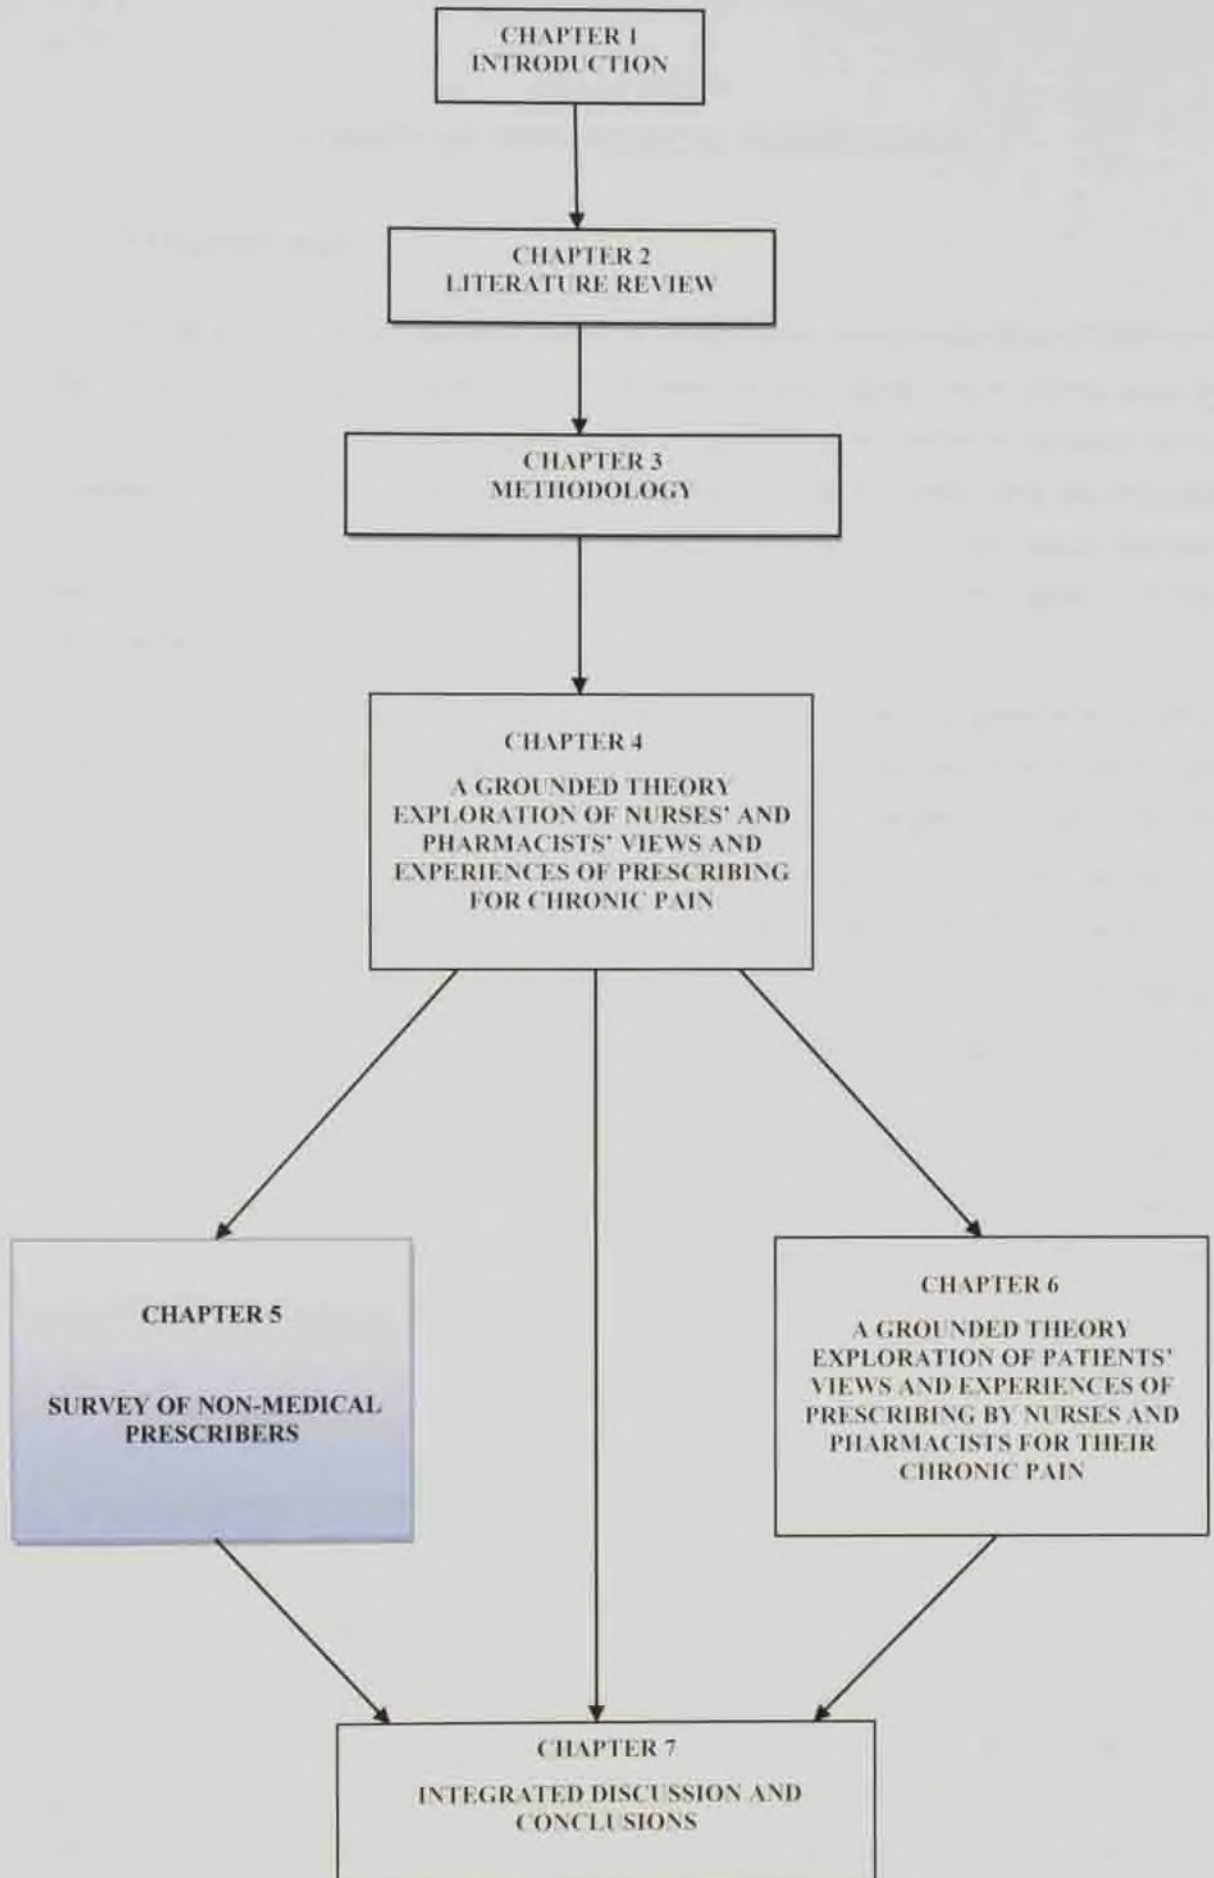 CHAPTER 1
INTRODUCTION
CHAPTER 2
LITERATURE REVIEW
CHAPTER 3
METHODOLOGY
CHAPTER 4
A GROUNDED THEORY
EXPLORATION OF NURSES' AND
PHARMACISTS' VIEWS AND
EXPERIENCES OF PRESCRIBING
FOR CHRONIC PAIN
CHAPTER 5
SURVEY OF NON-MEDICAL
PRESCRIBERS
CHAPTER 6
A GROUNDED THEORY
EXPLORATION OF PATIENTS'
VIEWS AND EXPERIENCES OF
PRESCRIBING BY NURSES AND
PHARMACISTS FOR THEIR
CHRONIC PAIN
CHAPTER 7
INTEGRATED DISCUSSION AND
CONCLUSIONS